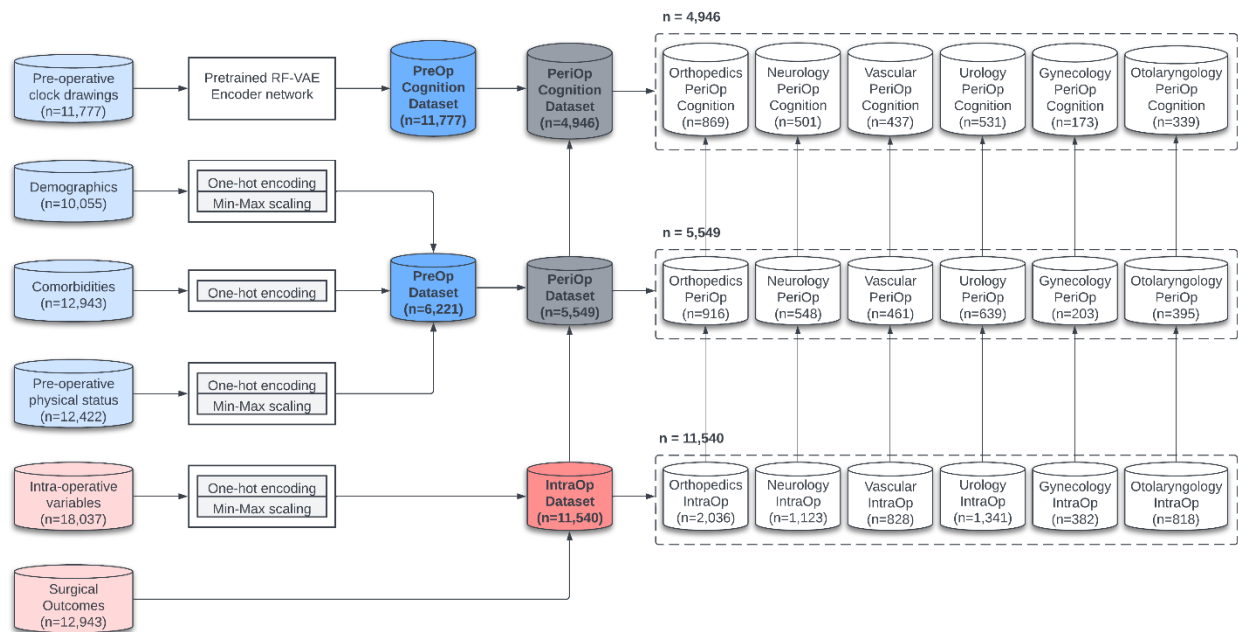 n = 4,946
Pre-operative
clock drawings
(n=11,777)
Pretrained RF-VAE
Encoder network
PreOp
Cognition
Dataset
(n=11,777)
PeriOp
Cognition
Dataset
(n=4,946)
Orthopedics
PeriOp
Cognition
(n=869)
Neurology
PeriOp
Cognition
(n=501)
Vascular
PeriOp
Cognition
(n=437)
Urology
PeriOp
Cognition
(n=531)
Gynecology
PeriOp
Cognition
(n=173)
Otolaryngology
PeriOp
Cognition
(n=339)
Demographics
(n=10,055)
One-hot encoding
Min-Max scaling
n = 5,549
Comorbidities
(n=12,943)
One-hot encoding
PreOp
Dataset
(n=6,221)
PeriOp
Dataset
(n=5,549)
Orthopedics
PeriOp
(n=916)
Neurology
PeriOp
(n=548)
Vascular
PeriOp
(n=461)
Urology
PeriOp
(n=639)
Gynecology
PeriOp
(n=203)
Otolaryngology
PeriOp
(n=395)
Pre-operative
physical status
(n=12,422)
One-hot encoding
Min-Max scaling
n = 11,540
Intra-operative
variables
(n=18,037)
One-hot encoding
Min-Max scaling
IntraOp
Dataset
(n=11,540)
Orthopedics
IntraOp
(n=2,036)
Neurology
IntraOp
(n=1,123)
Vascular
IntraOp
(n=828)
Urology
IntraOp
(n=1,341)
Gynecology
IntraOp
(n=382)
Otolaryngology
IntraOp
(n=818)
Surgical
Outcomes
(n=12,943)